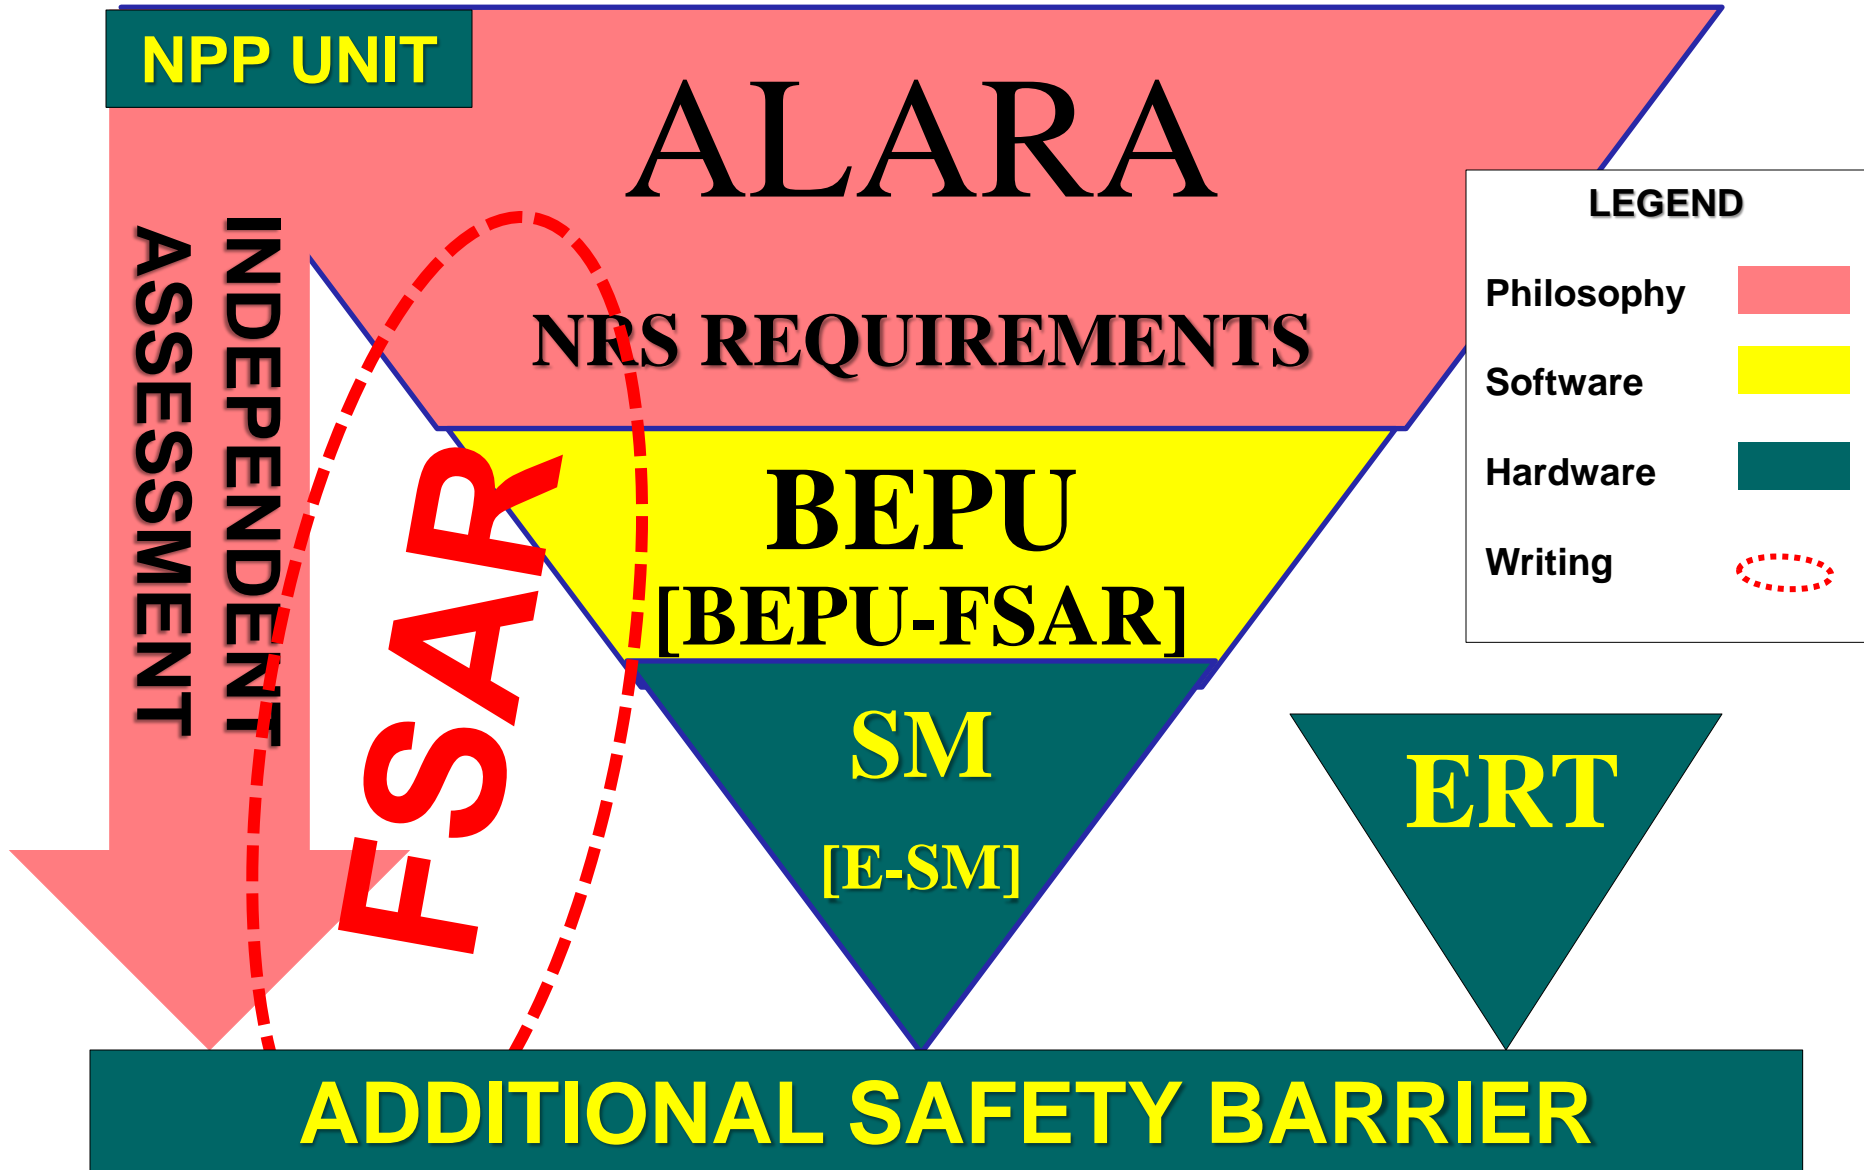 NPP UNIT
ALARA
NRS REQUIREMENTS
INDEPENDENT
ASSESSMENT
FSAR
BEPU
[BEPU-FSAR]
SM
[E-SM]
ERT
LEGEND
Philosophy
Software
Hardware
Writing
ADDITIONAL SAFETY BARRIER